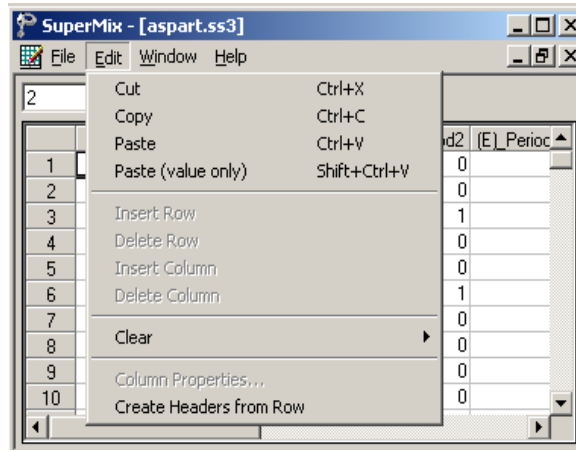 SuperMix - [aspart.ss3]
File Edit Window Help
2
Cut Ctrl+X
Copy Ctrl+C
Paste Ctrl+V
Paste (value only) Shift+Ctrl+V
Insert Row
Delete Row
Insert Column
Delete Column
Clear
Column Properties...
Create Headers from Row
od2 (E)_Perioc
1 0
2 0
3 1
4 0
5 0
6 1
7 0
8 0
9 0
10 0